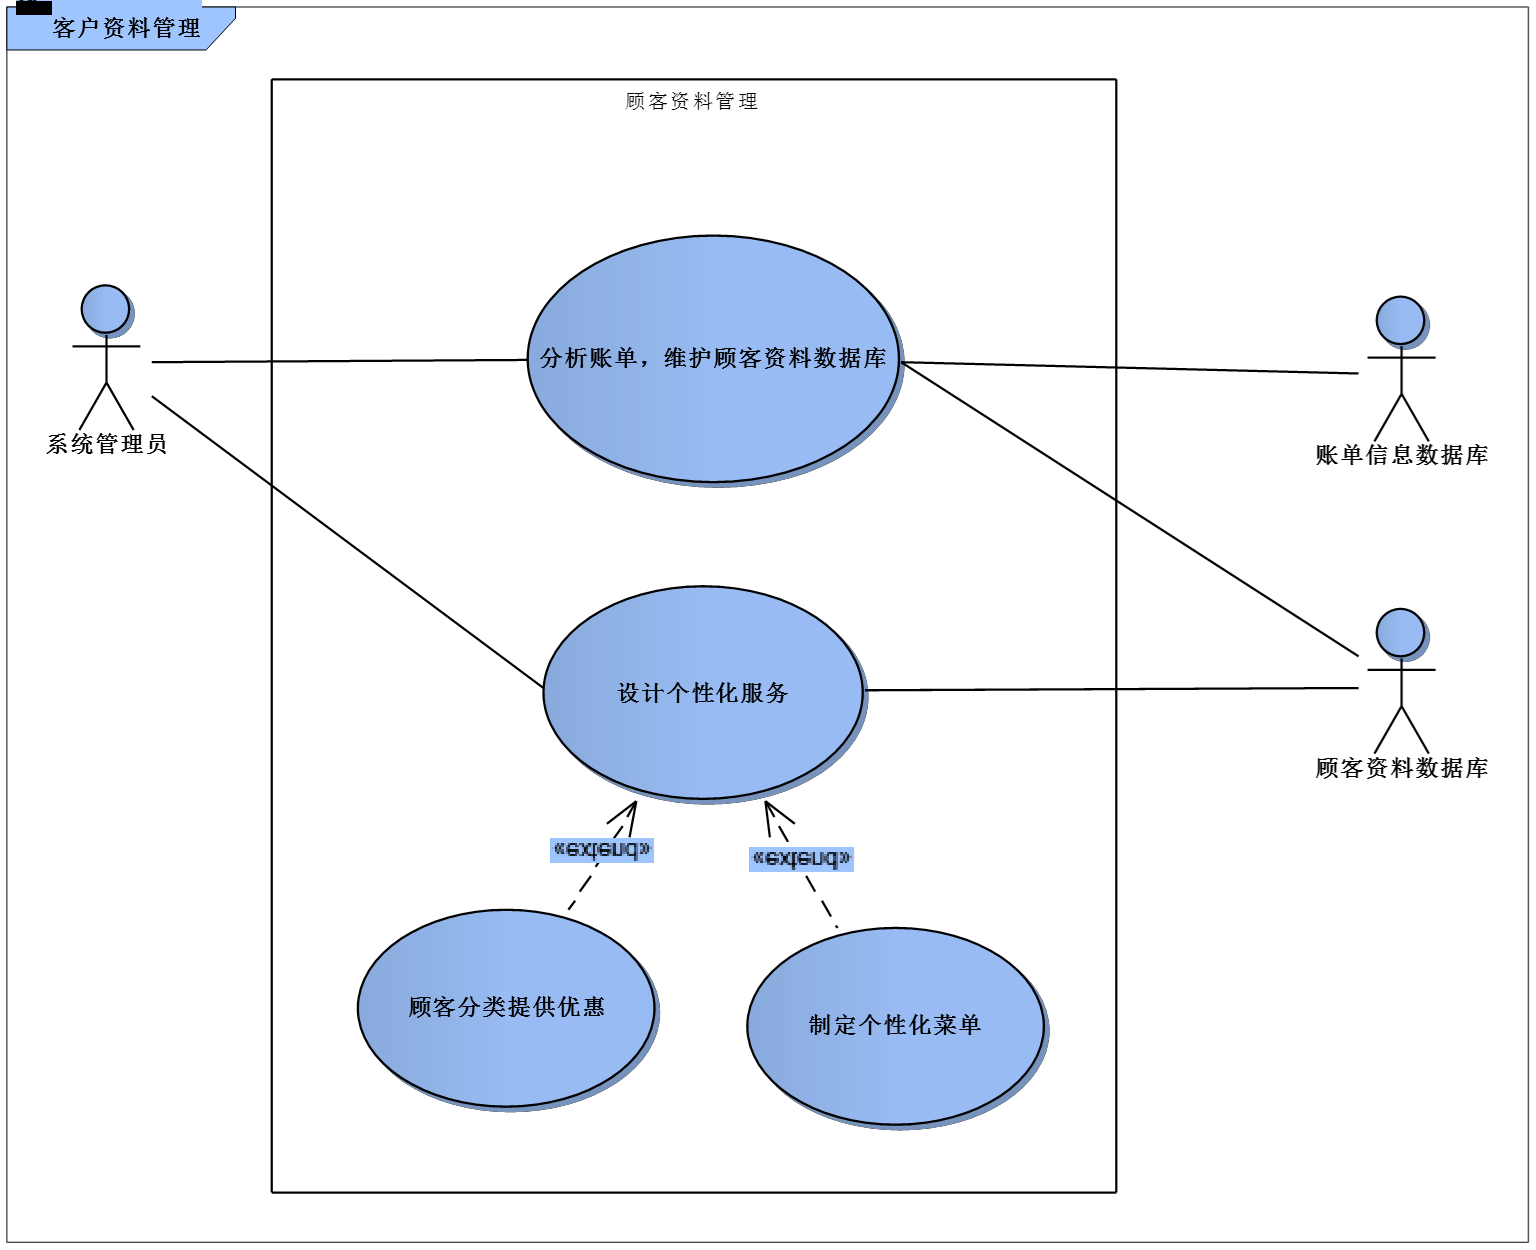 客户资料管理
顾客资料管理
分析账单，维护顾客资料数据库
系统管理员
账单信息数据库
设计个性化服务
顾客资料数据库
«extend»
«extend»
顾客分类提供优惠
制定个性化菜单